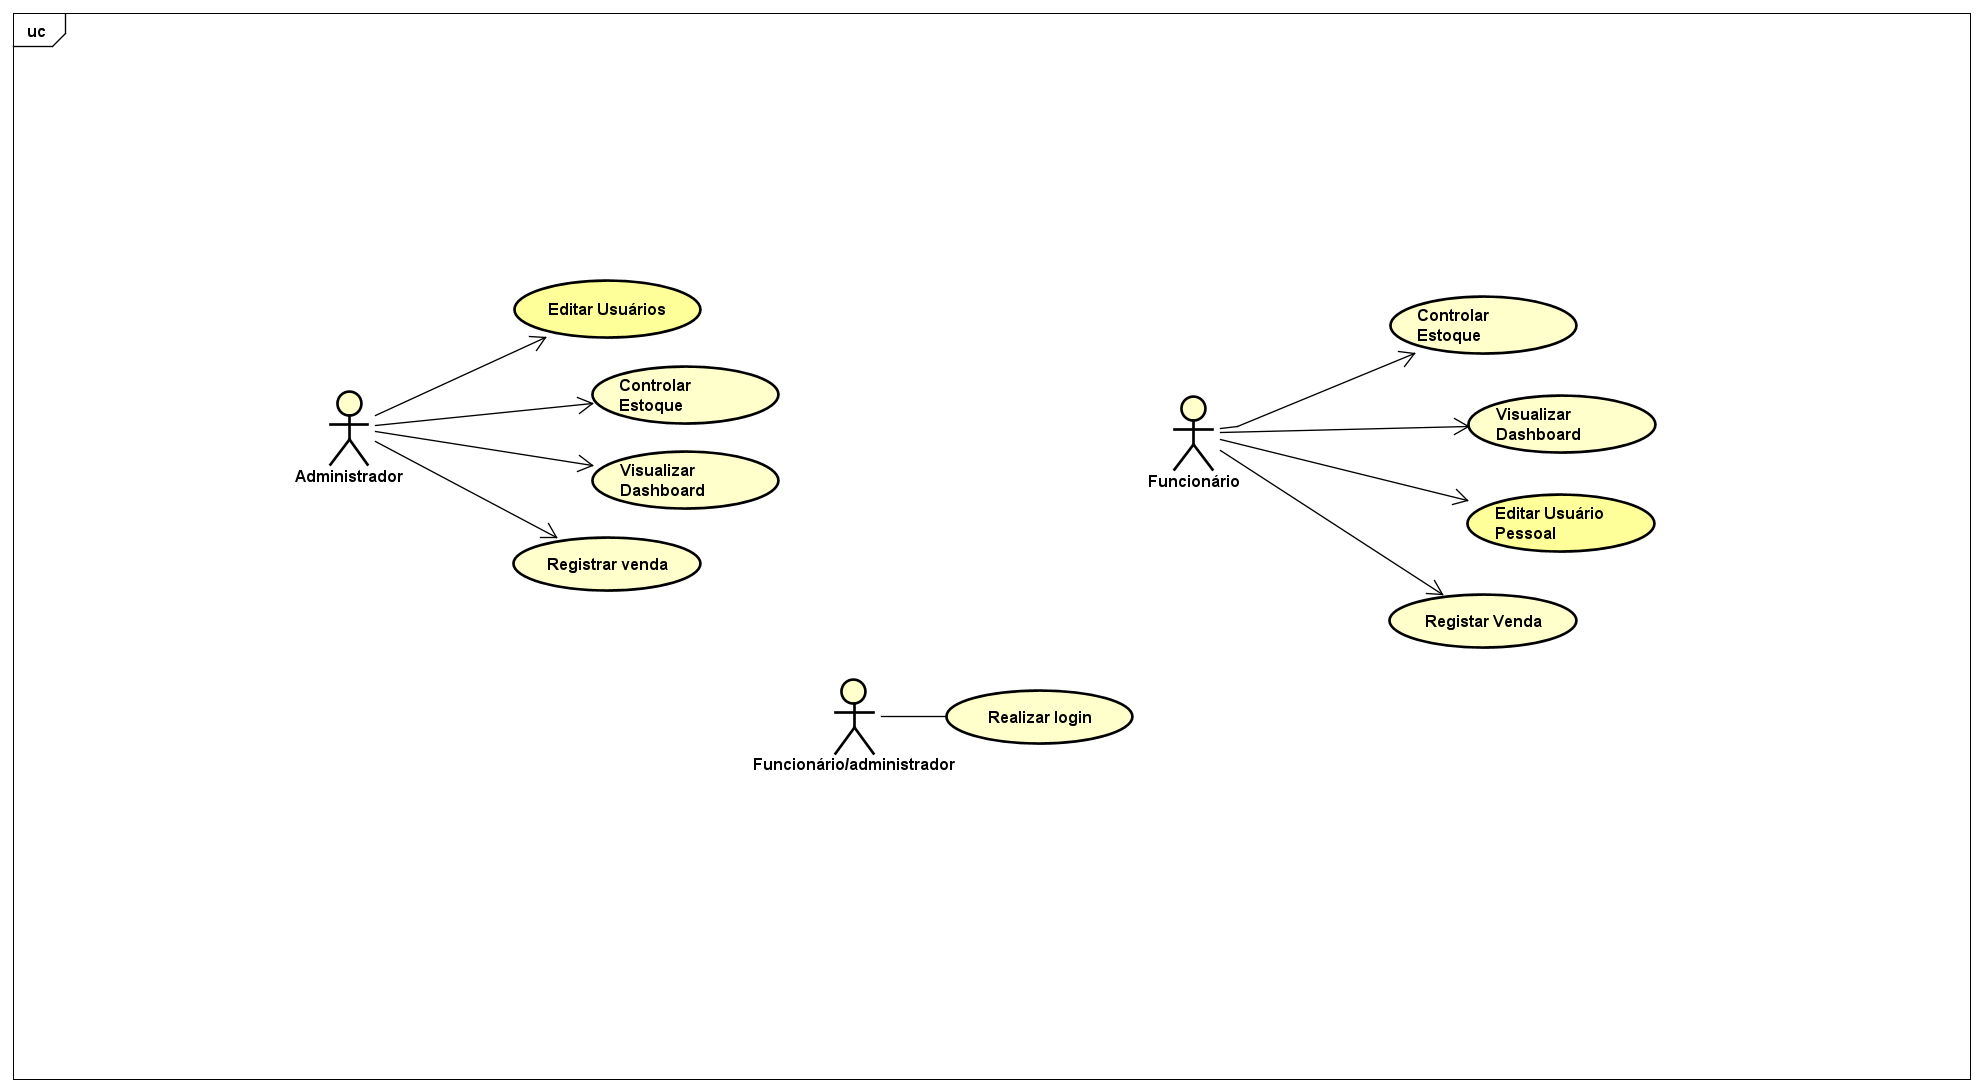 uc
Editar Usuários
Controlar
Estoque
Visualizar
Dashboard
Registrar venda
Administrador
Controlar
Estoque
Visualizar
Dashboard
Editar Usuário
Pessoal
Registar Venda
Funcionário
Realizar login
Funcionário/administrador